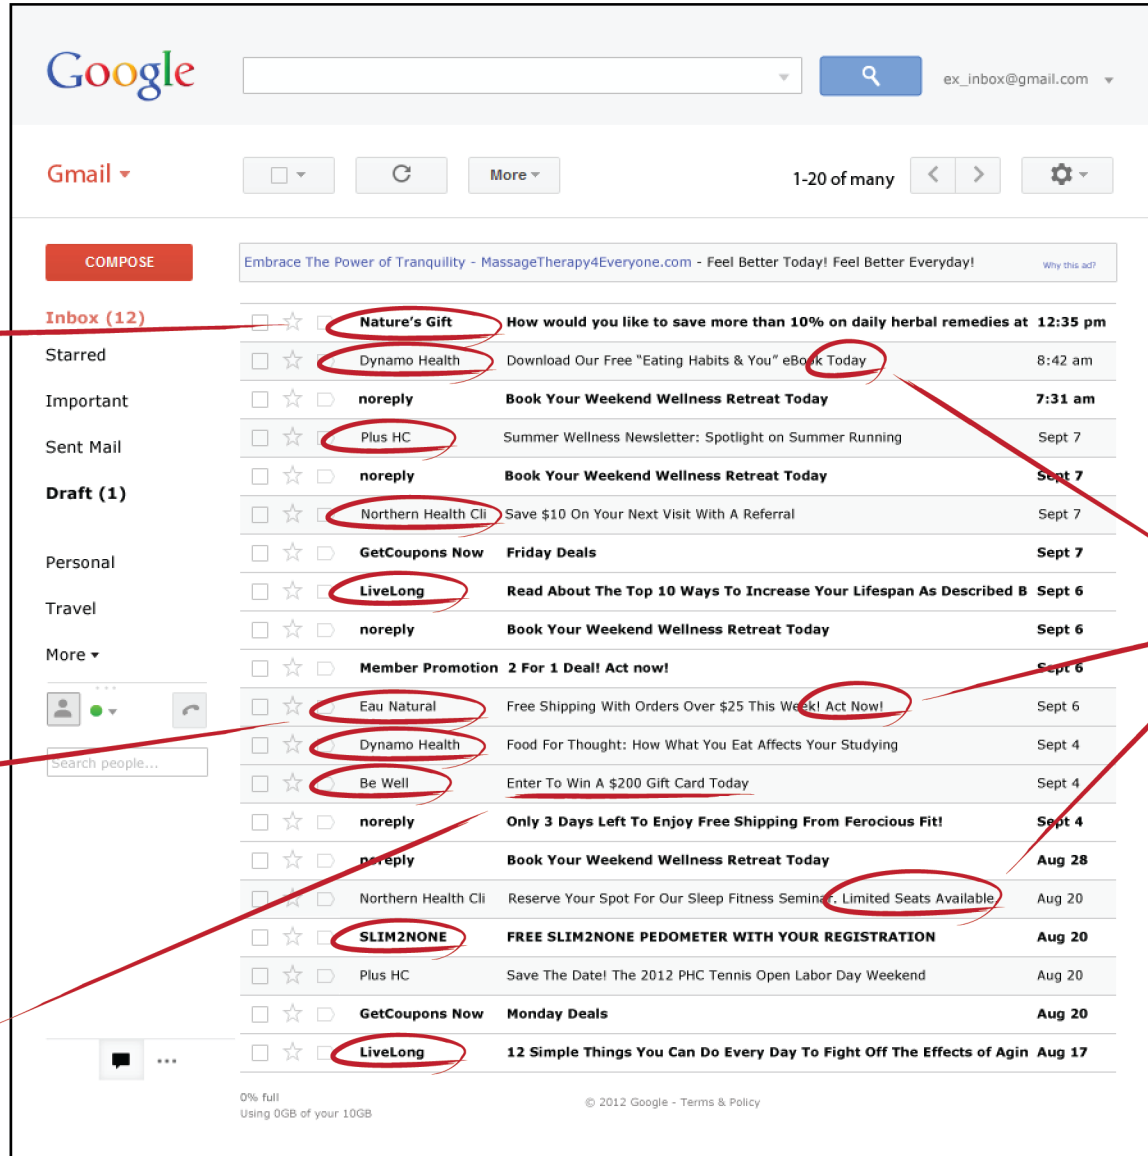 Google
ex_inbox@gmail.com
Gmail
More
1-20 of many
COMPOSE
Embrace The Power of Tranquility - MassageTherapy4Everyone.com - Feel Better Today! Feel Better Everyday!
Why this ad?
Inbox (12)
Starred
Important
Sent Mail
Draft (1)
Personal
Travel
More
Search people...
Nature's Gift How would you like to save more than 10% on daily herbal remedies at 12:35 pm
Dynamo Health Download Our Free "Eating Habits & You" eBook Today 8:42 am
noreply Book Your Weekend Wellness Retreat Today 7:31 am
Plus HC Summer Wellness Newsletter: Spotlight on Summer Running Sept 7
noreply Book Your Weekend Wellness Retreat Today Sept 7
Northern Health Cli Save $10 On Your Next Visit With A Referral Sept 7
GetCoupons Now Friday Deals Sept 7
LiveLong Read About The Top 10 Ways To Increase Your Lifespan As Described B Sept 6
noreply Book Your Weekend Wellness Retreat Today Sept 6
Member Promotion 2 For 1 Deal! Act now! Sept 6
Eau Natural Free Shipping With Orders Over $25 This Week! Act Now! Sept 6
Dynamo Health Food For Thought: How What You Eat Affects Your Studying Sept 4
Be Well Enter To Win A $200 Gift Card Today Sept 4
noreply Only 3 Days Left To Enjoy Free Shipping From Ferocious Fit! Sept 4
noreply Book Your Weekend Wellness Retreat Today Aug 28
Northern Health Cli Reserve Your Spot For Our Sleep Fitness Seminar. Limited Seats Available. Aug 20
SLIM2NONE FREE SLIM2NONE PEDOMETER WITH YOUR REGISTRATION Aug 20
Plus HC Save The Date! The 2012 PHC Tennis Open Labor Day Weekend Aug 20
GetCoupons Now Monday Deals Aug 20
LiveLong 12 Simple Things You Can Do Every Day To Fight Off The Effects of Agin Aug 17
0% full
Using 0GB of your 10GB
© 2012 Google - Terms & Policy